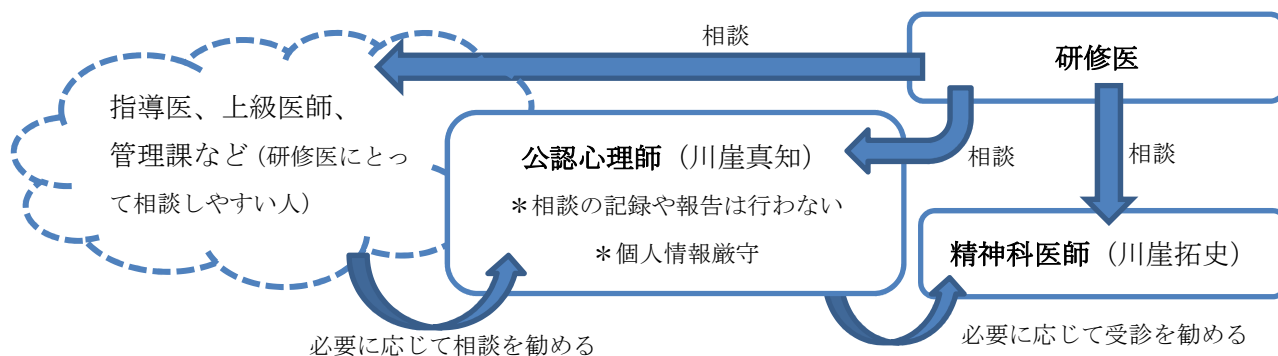 相談
研修医
指導医、上級医師、
管理課など（研修医にとっ
て相談しやすい人）
公認心理師（川崖真知）
＊相談の記録や報告は行わない
＊個人情報厳守
相談
相談
精神科医師（川崖拓史）
必要に応じて相談を勧める
必要に応じて受診を勧める